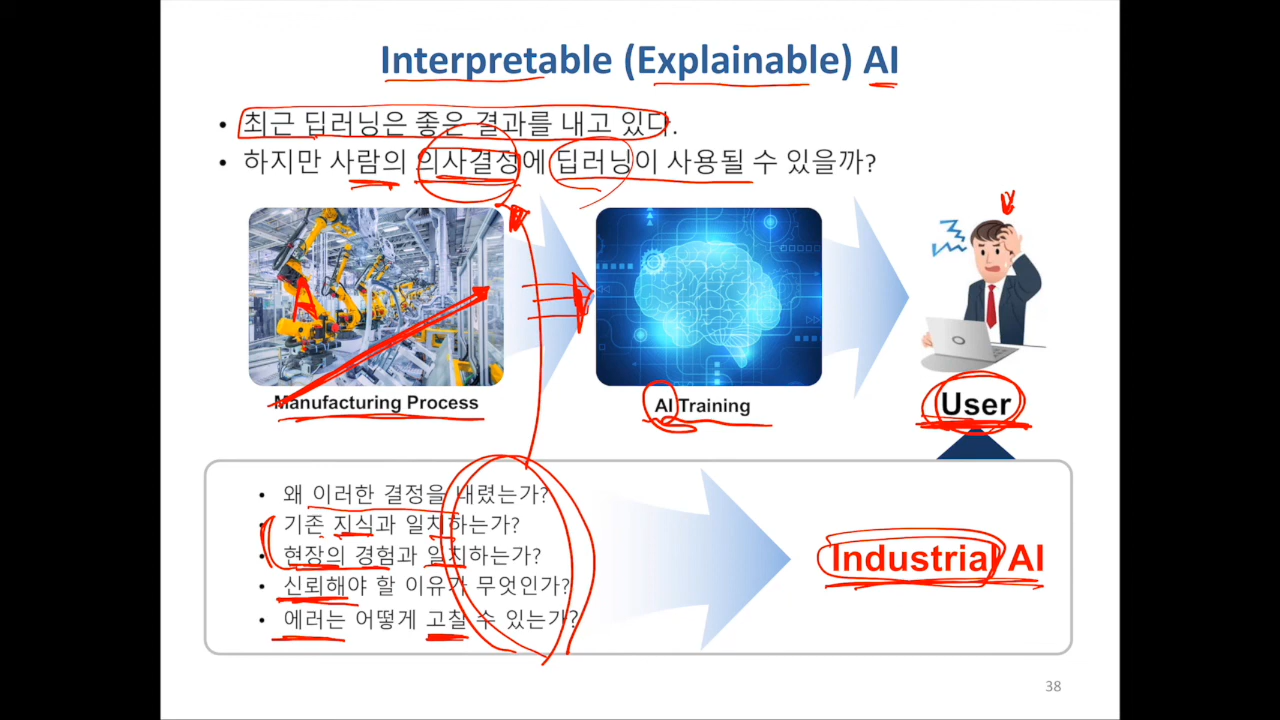 Interpretable (Explainable) AI
• 최근 딥러닝은 좋은 결과를 내고 있다.
• 하지만 사람의 의사결정에 딥러닝이 사용될 수 있을까?
Manufacturing Process
AI Training
User
• 왜 이러한 결정을 내렸는가?
• 기존 지식과 일치하는가?
• 현장의 경험과 일치하는가?
• 신뢰해야 할 이유가 무엇인가?
• 에러는 어떻게 고칠 수 있는가?
Industrial AI
38